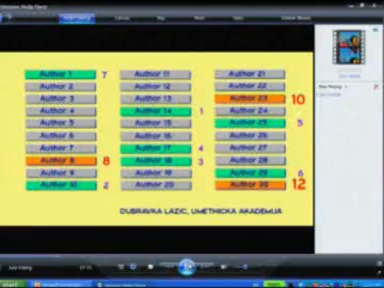 Author 1
7
Author 11
Author 21
Author 2
Author 12
Author 22
Author 3
Author 13
Author 23
10
Author 4
Author 14
1
Author 24
Author 5
Author 15
Author 25
5
Author 6
Author 16
Author 26
Author 7
Author 17
4
Author 27
Author 8
8
Author 18
3
Author 28
Author 9
Author 19
Author 29
6
Author 10
2
Author 20
Author 30
12
DUBRAVKA LAZIC, UMETNICKA AKADEMIJA
Now Playing
start